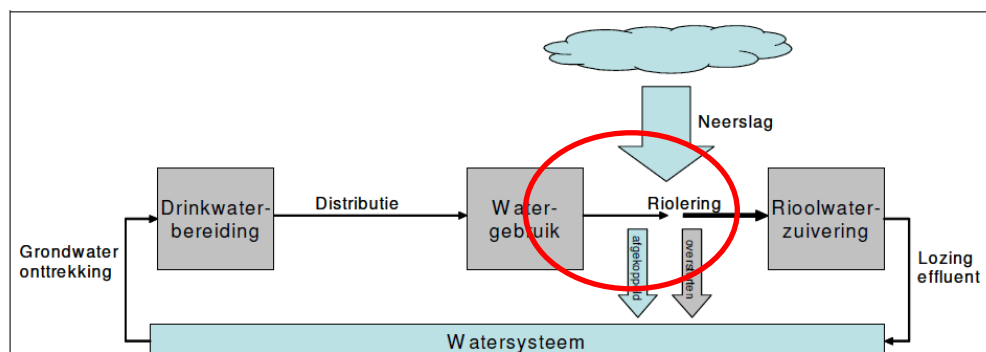 Neerslag
Drinkwater-
bereiding
Distributie
Water-
gebruik
Riolering
Rioolwater-
zuivering
Grondwater
onttrekking
afgekoppeld
overstorten
Lozing
effluent
Watersysteem